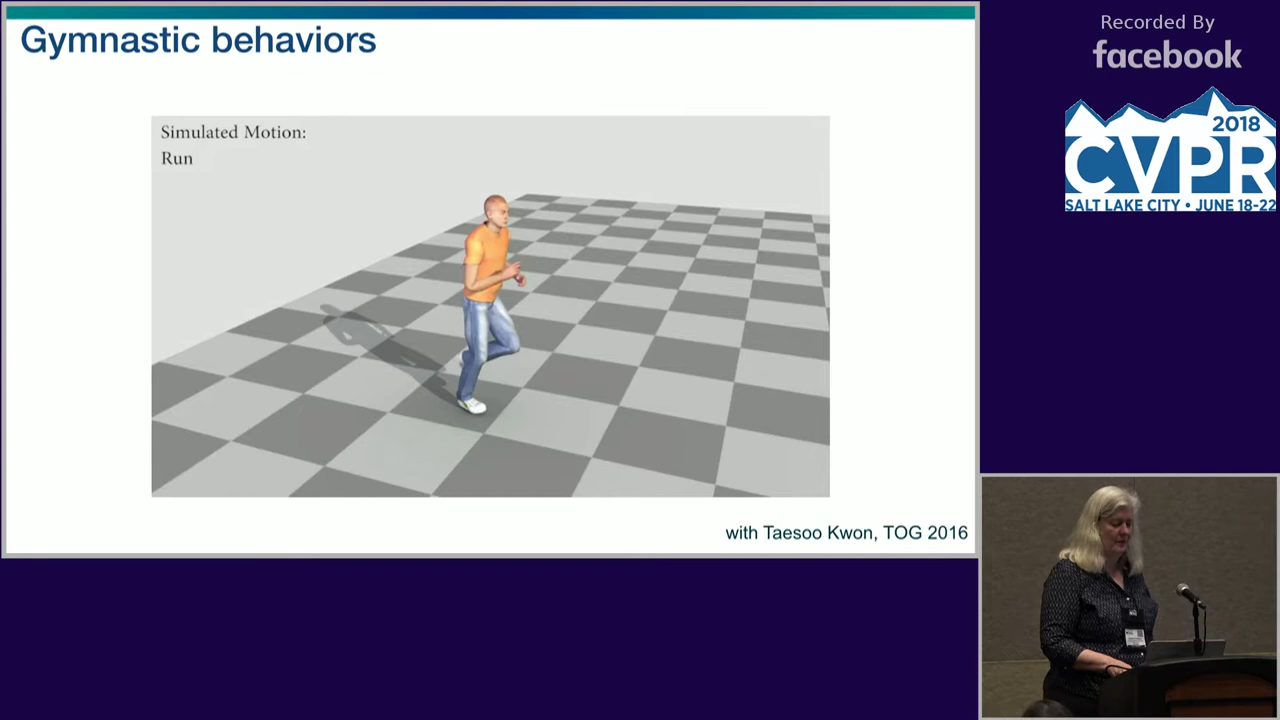 Gymnastic behaviors
Simulated Motion:
Run
with Taesoo Kwon, TOG 2016
Recorded By
facebook
2018
CVPR
SALT LAKE CITY • JUNE 18-22